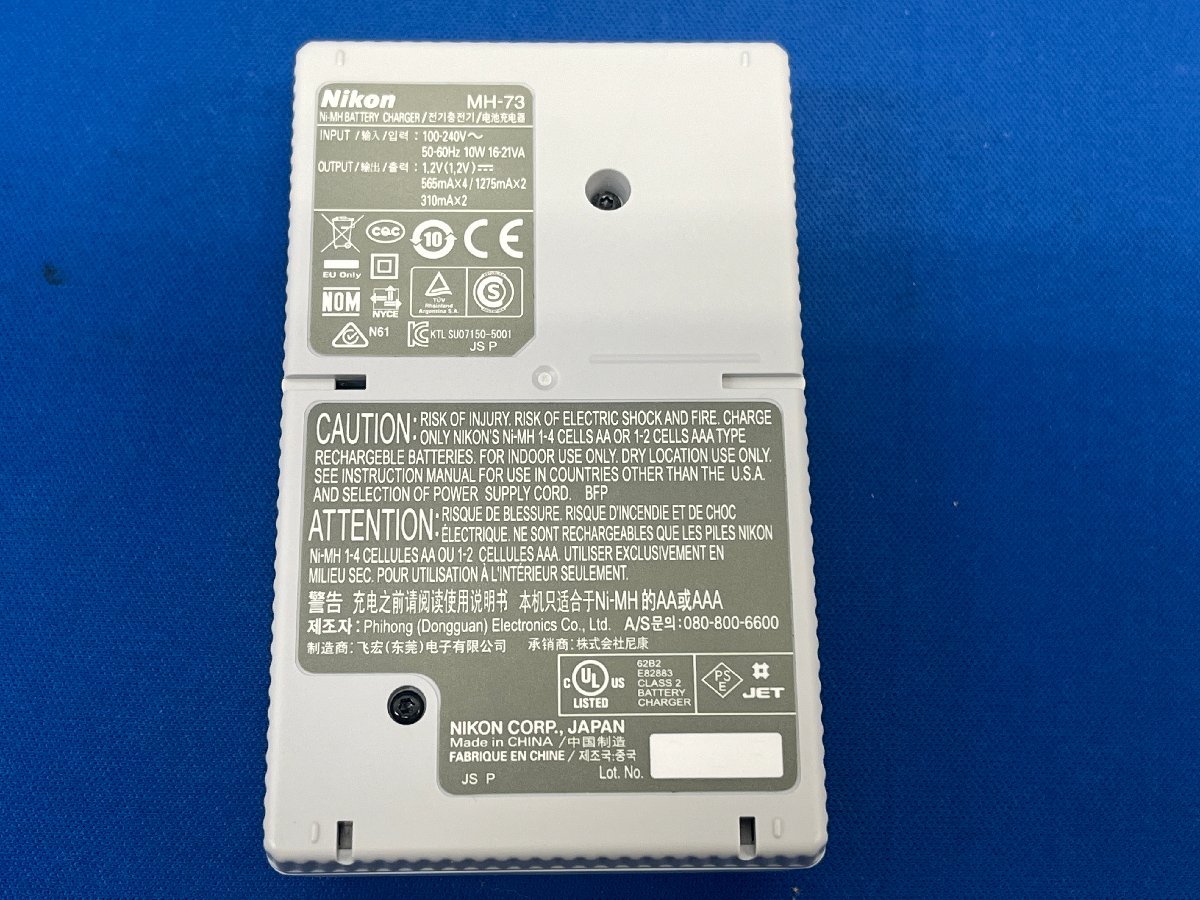 Nikon MH-73
Ni-MH BATTERY CHARGER/전기충전기/电池充电器
INPUT/输入/입력 : 100-240V～
50-60Hz 10W 16-21VA
OUTPUT/输出/출력 : 1.2V(1,2V)⎓
565mA×4/1275mA×2
310mA×2
CQC 10 CE
EU Only
TÜV
Rheinland
Argentina S.A.
S
NOM NYCE
N61 KTL SU07150-5001
JS P
CAUTION: RISK OF INJURY. RISK OF ELECTRIC SHOCK AND FIRE. CHARGE
ONLY NIKON'S Ni-MH 1-4 CELLS AA OR 1-2 CELLS AAA TYPE
RECHARGEBLE BATTERIES. FOR INDOOR USE ONLY. DRY LOCATION USE ONLY.
SEE INSTRUCTION MANUAL FOR USE IN COUNTRIES OTHER THAN THE U.S.A.
AND SELECTION OF POWER SUPPLY CORD. BFP
ATTENTION: RISQUE DE BLESSURE. RISQUE D'INCENDIE ET DE CHOC
ÉLECTRIQUE. NE SONT RECHARGEABLES QUE LES PILES NIKON
Ni-MH 1-4 CELLULES AA OU 1-2 CELLULES AAA. UTILISER EXCLUSIVEMENT EN
MILIEU SEC. POUR UTILISATION À L'INTÉRIEUR SEULEMENT.
警告 充电之前请阅读使用说明书 本机只适合于Ni-MH 的AA或AAA
제조자: Phihong (Dongguan) Electronics Co., Ltd. A/S문의:080-800-6600
制造商:飞宏(东莞)电子有限公司 承销商:株式会社尼康
C UL US
LISTED
62B2
E82883
CLASS 2
BATTERY
CHARGER
PS
E
JET
NIKON CORP., JAPAN
Made in CHINA /中国制造
FABRIQUE EN CHINE / 제조국:중국
JS P Lot. No.